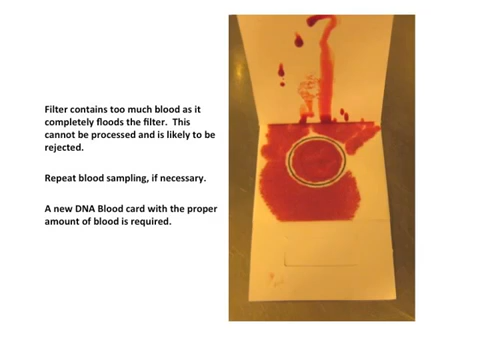 Filter contains too much blood as it
completely floods the filter.  This
cannot be processed and is likely to be
rejected.
Repeat blood sampling, if necessary.
A new DNA Blood card with the proper
amount of blood is required.